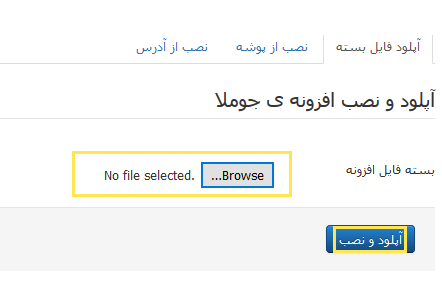 آپلود فایل بسته نصب از پوشه نصب از آدرس
آپلود و نصب افزونه ی جوملا
بسته فایل افزونه Browse... No file selected.
آپلود و نصب